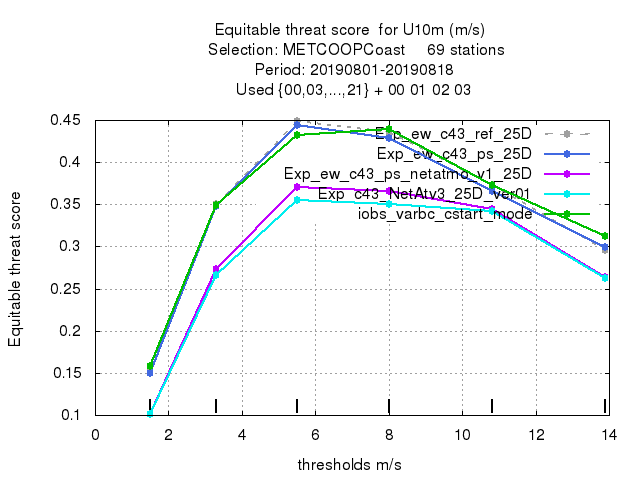 Equitable threat score for U10m (m/s)
Selection: METCOOPCoast 69 stations
Period: 20190801-20190818
Used {00,03,...,21} + 00 01 02 03
Equitable threat score
0.45
0.4
0.35
0.3
0.25
0.2
0.15
0.1
Exp_ew_c43_ref_25D
Exp_ew_c43_ps_25D
Exp_ew_c43_ps_netatmo_v1_25D
Exp_c43_NetAtv3_25D_ver01
iobs_varbc_cstart_mode
0 2 4 6 8 10 12 14
thresholds m/s